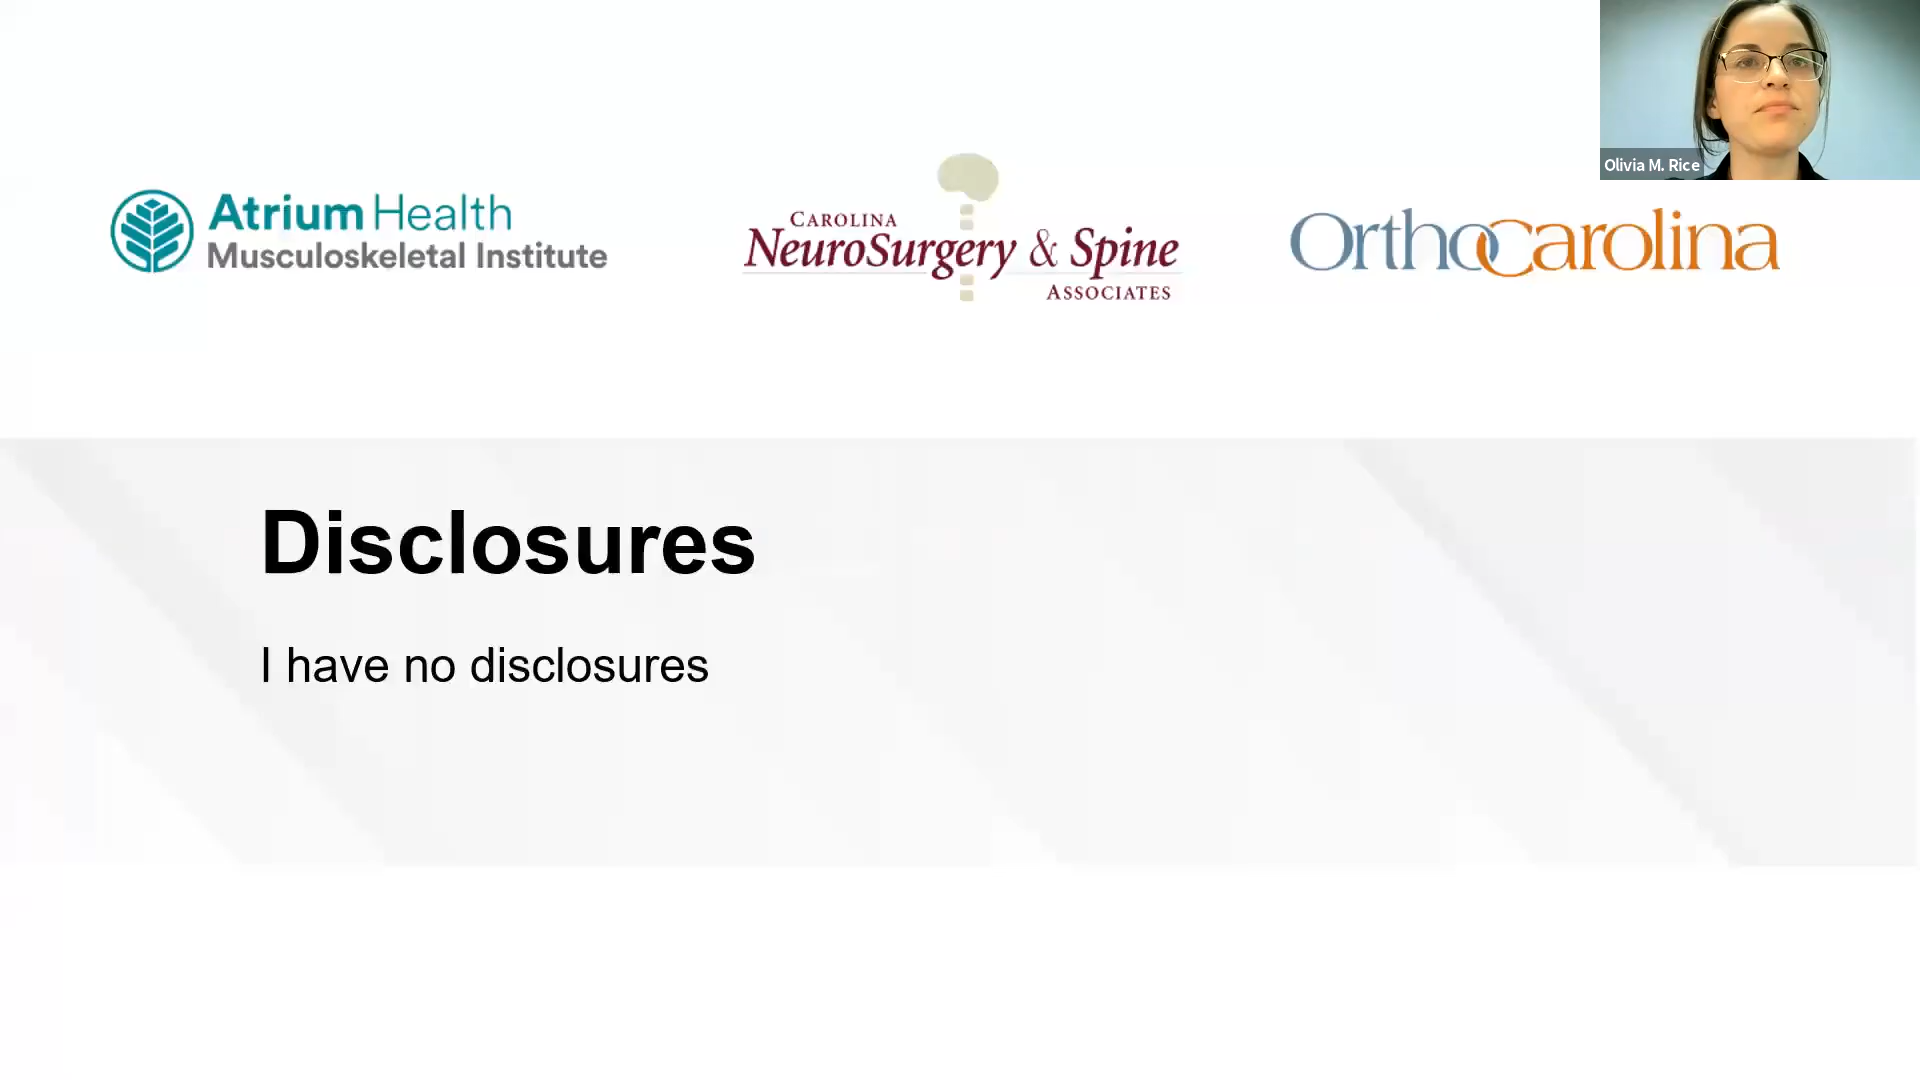 Olivia M. Rice
Atrium Health
Musculoskeletal Institute
CAROLINA
NeuroSurgery & Spine
ASSOCIATES
OrthoCarolina
Disclosures
I have no disclosures